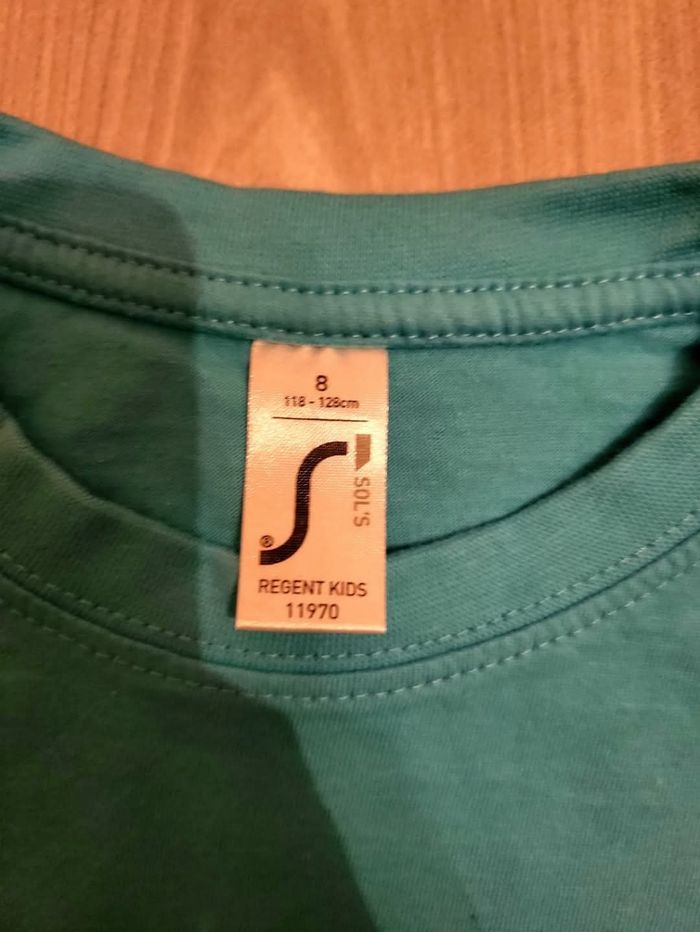 8
118 - 128cm
SOL'S
®
REGENT KIDS
11970